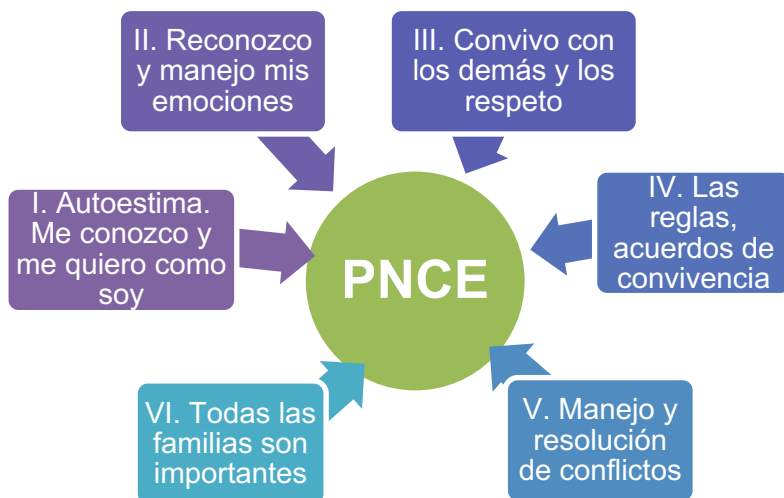 I. Autoestima.
Me conozco y
me quiero como
soy
II. Reconozco
y manejo mis
emociones
III. Convivo con
los demás y los
respeto
IV. Las
reglas,
acuerdos de
convivencia
V. Manejo y
resolución
de conflictos
VI. Todas las
familias son
importantes
PNCE